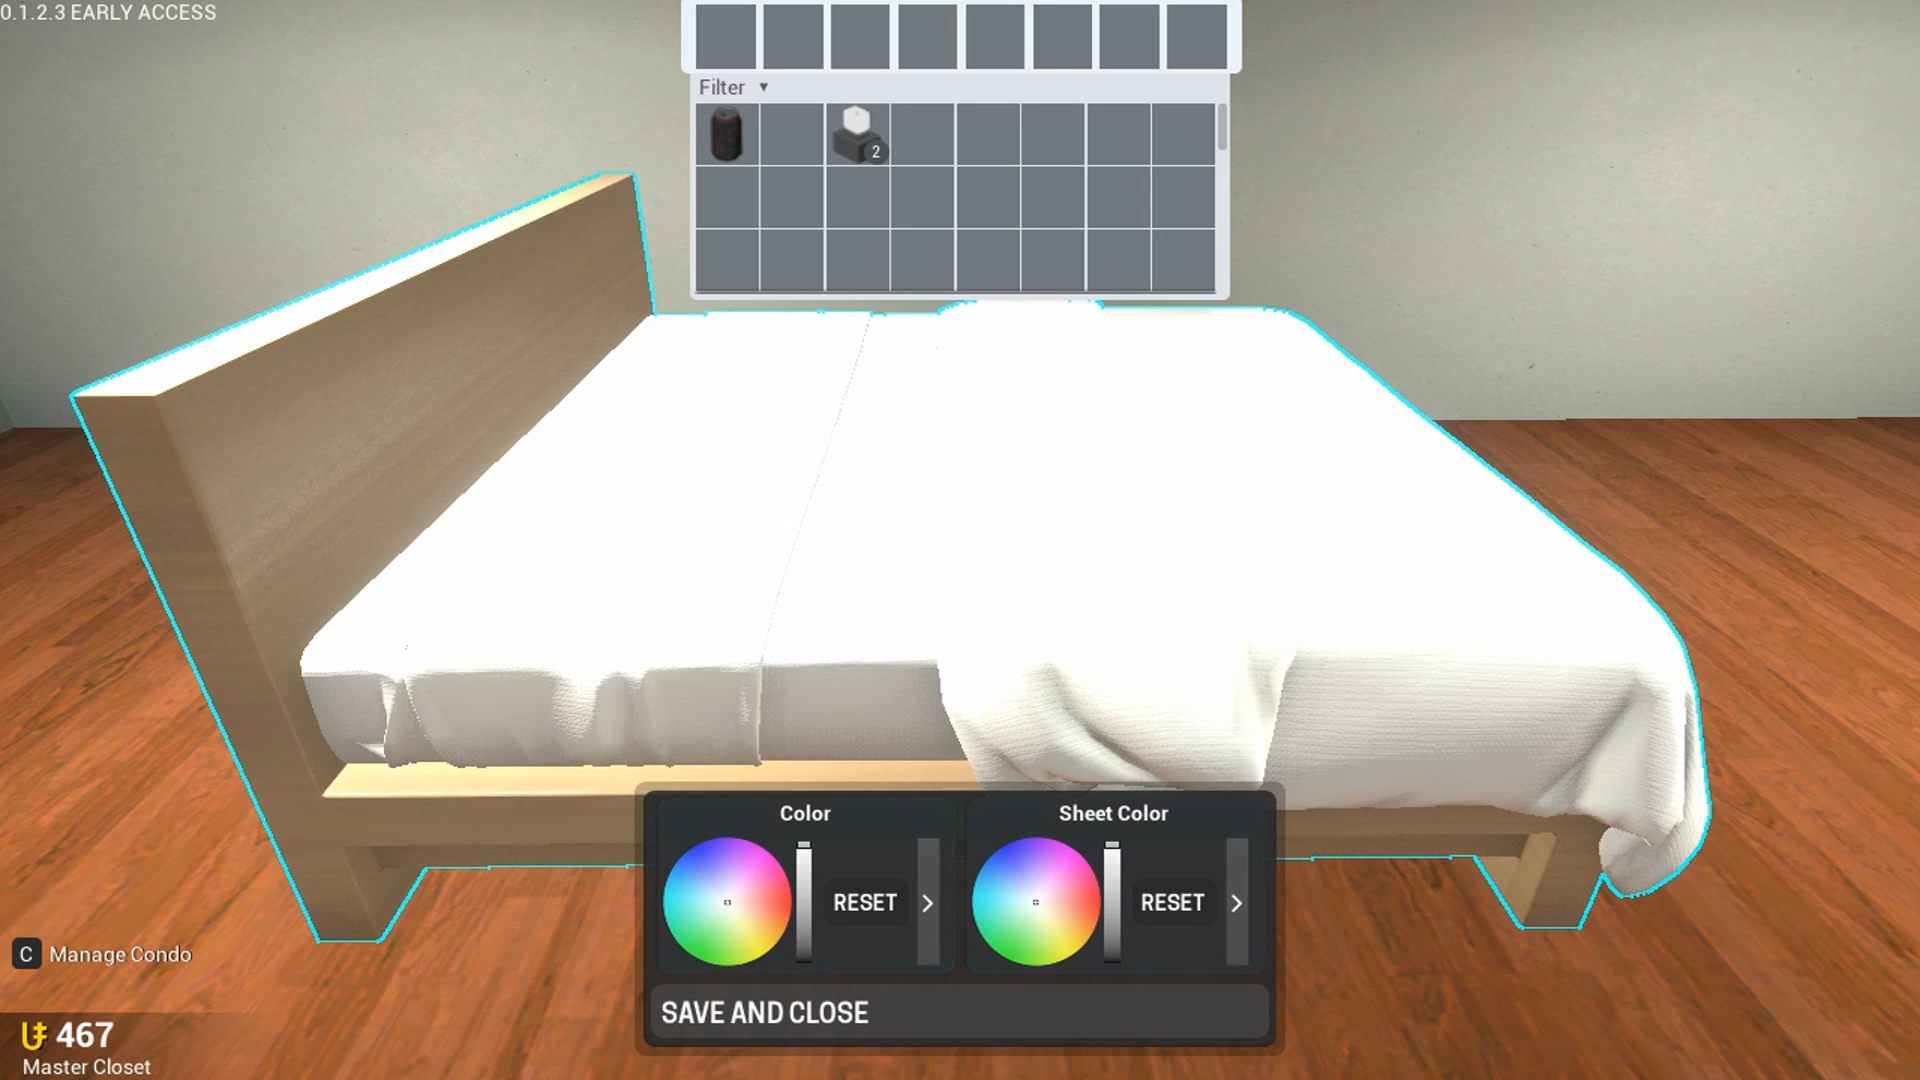 0.1.2.3 EARLY ACCESS
Filter
2
Color
Sheet Color
RESET
RESET
SAVE AND CLOSE
C Manage Condo
467
Master Closet